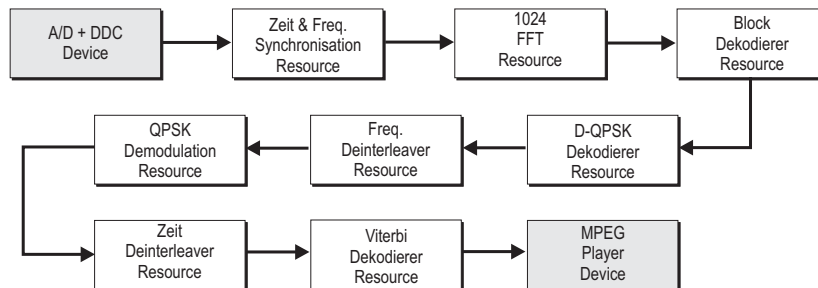 A/D + DDC
Device
Zeit & Freq.
Synchronisation
Resource
1024
FFT
Resource
Block
Dekodierer
Resource
D-QPSK
Dekodierer
Resource
Freq.
Deinterleaver
Resource
QPSK
Demodulation
Resource
Zeit
Deinterleaver
Resource
Viterbi
Dekodierer
Resource
MPEG
Player
Device